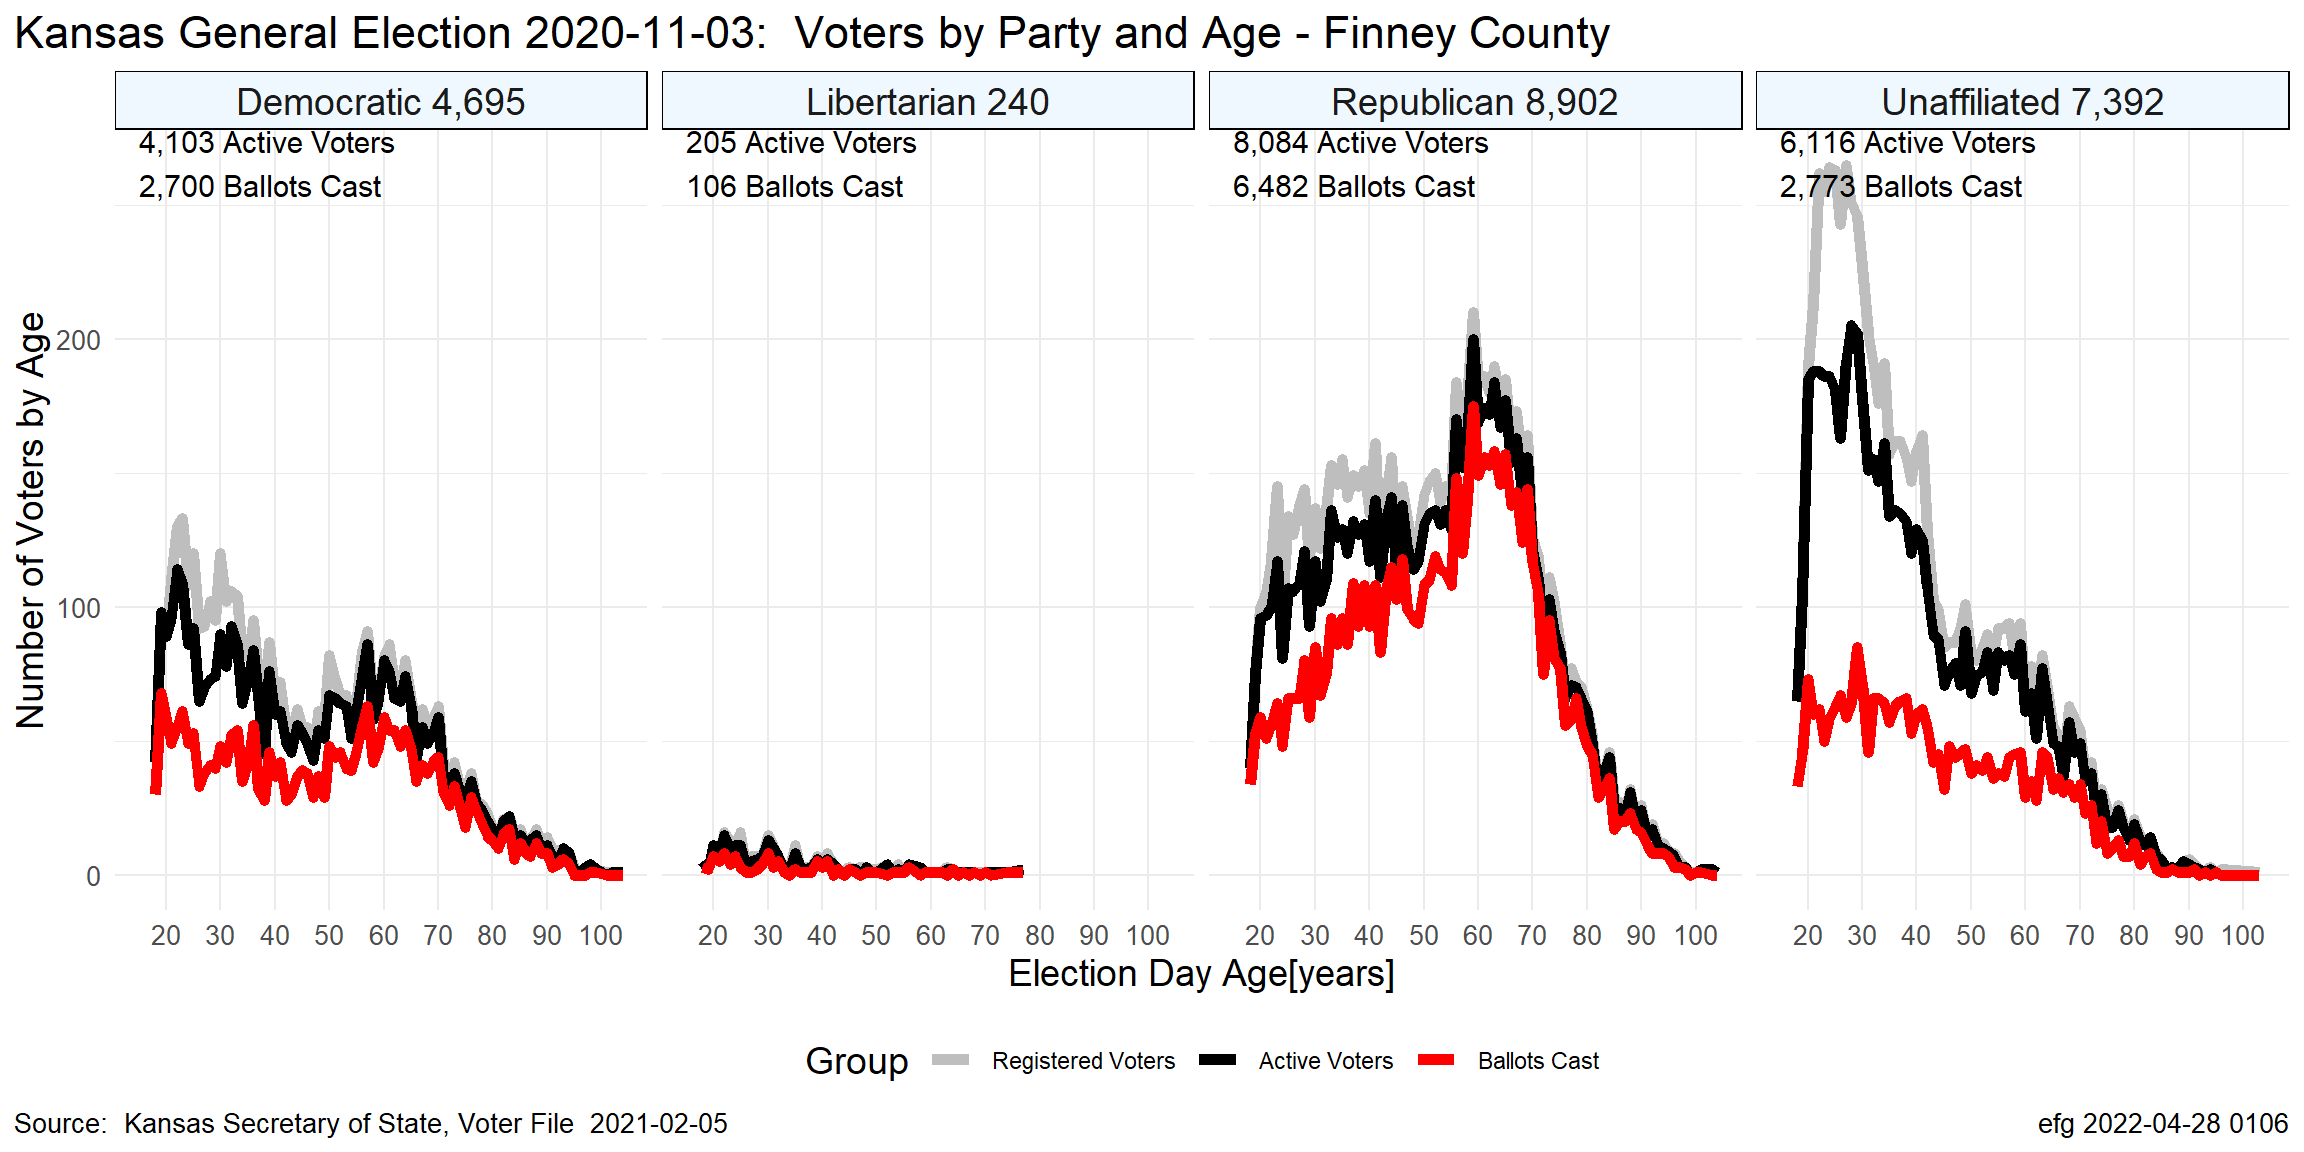 Kansas General Election 2020-11-03:  Voters by Party and Age - Finney County
Democratic 4,695
Libertarian 240
Republican 8,902
Unaffiliated 7,392
4,103 Active Voters
2,700 Ballots Cast
205 Active Voters
106 Ballots Cast
8,084 Active Voters
6,482 Ballots Cast
6,116 Active Voters
2,773 Ballots Cast
Number of Voters by Age
200
100
0
20 30 40 50 60 70 80 90 100
20 30 40 50 60 70 80 90 100
20 30 40 50 60 70 80 90 100
20 30 40 50 60 70 80 90 100
Election Day Age[years]
Group Registered Voters Active Voters Ballots Cast
Source:  Kansas Secretary of State, Voter File  2021-02-05
efg 2022-04-28 0106